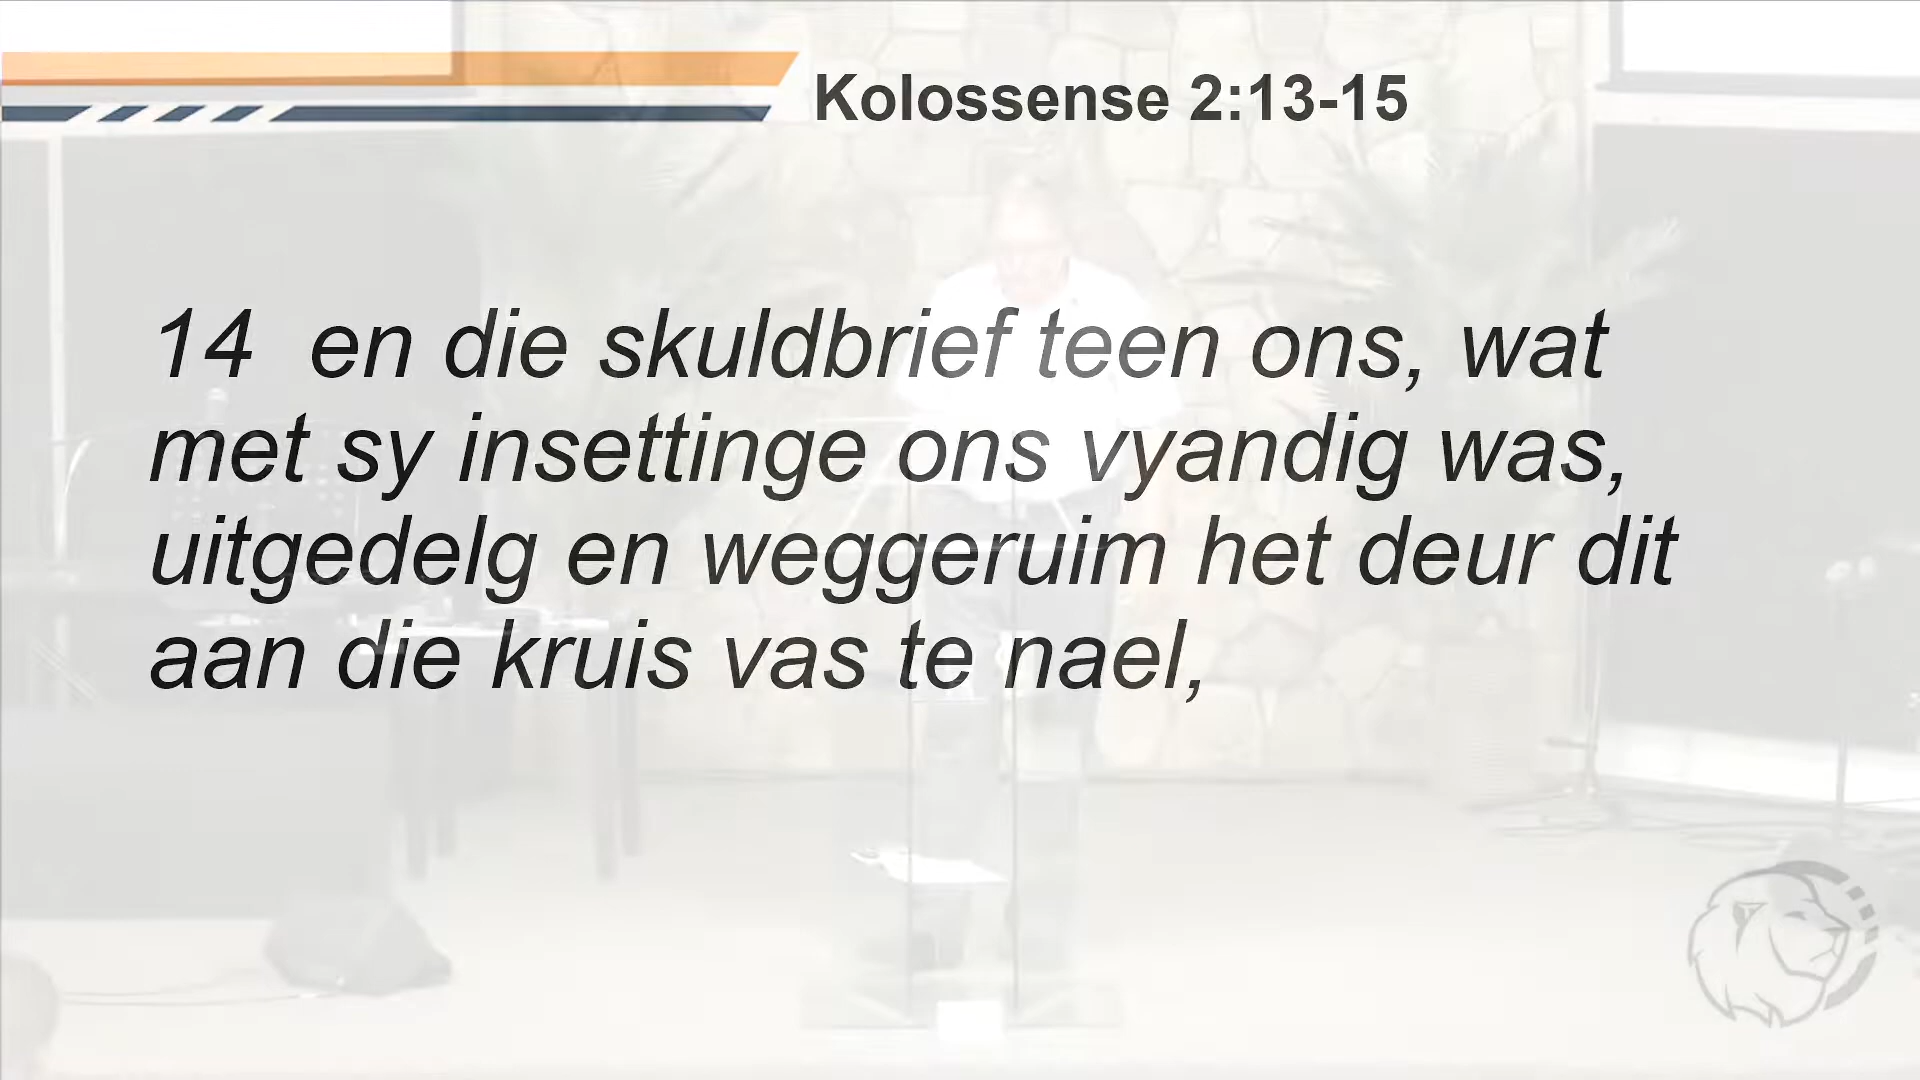 Kolossense 2:13-15
14 en die skuldbrief teen ons, wat
met sy insettinge ons vyandig was,
uitgedelg en weggeruim het deur dit
aan die kruis vas te nael,